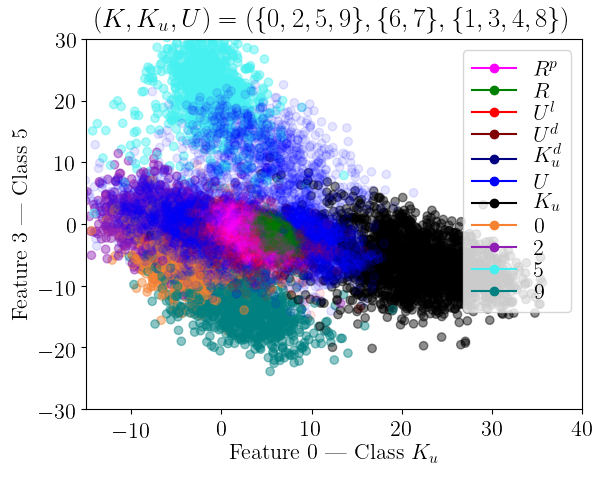 (K, K_u, U) = ({0, 2, 5, 9}, {6, 7}, {1, 3, 4, 8})
30
20
10
0
−10
−20
−30
Feature 3 — Class 5
−10 0 10 20 30 40
Feature 0 — Class K_u
R^p
R
U^l
U^d
K_u^d
U
K_u
0
2
5
9